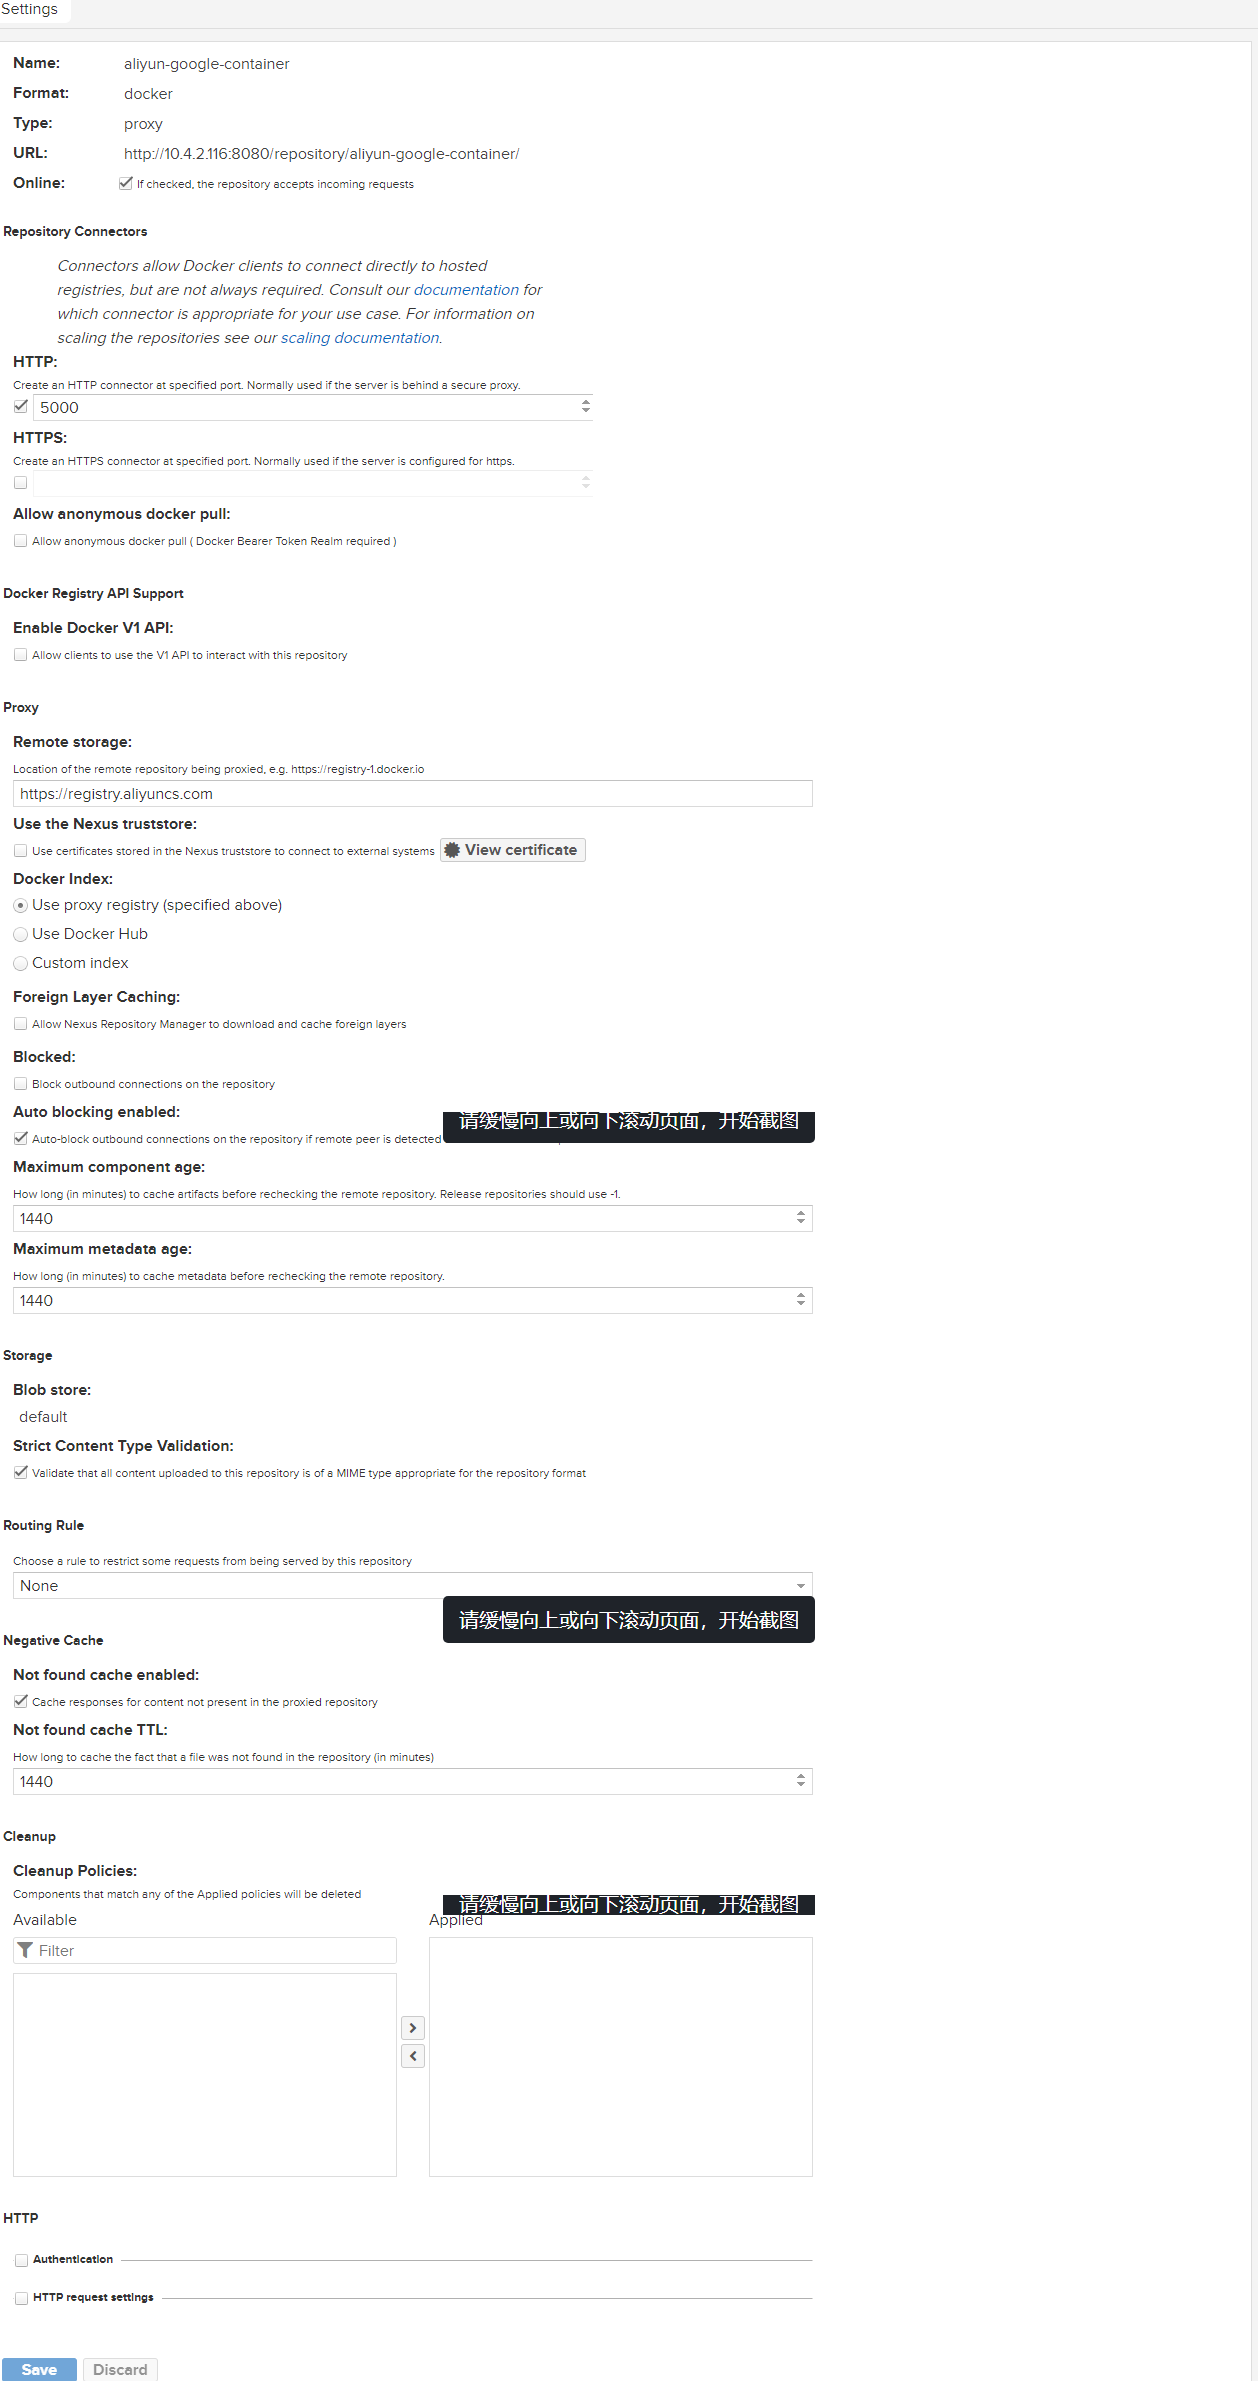 Settings
Name: aliyun-google-container
Format: docker
Type: proxy
URL: http://10.4.2.116:8080/repository/aliyun-google-container/
Online: If checked, the repository accepts incoming requests
Repository Connectors
Connectors allow Docker clients to connect directly to hosted
registries, but are not always required. Consult our documentation for
which connector is appropriate for your use case. For information on
scaling the repositories see our scaling documentation.
HTTP:
Create an HTTP connector at specified port. Normally used if the server is behind a secure proxy.
5000
HTTPS:
Create an HTTPS connector at specified port. Normally used if the server is configured for https.
Allow anonymous docker pull:
Allow anonymous docker pull ( Docker Bearer Token Realm required )
Docker Registry API Support
Enable Docker V1 API:
Allow clients to use the V1 API to interact with this repository
Proxy
Remote storage:
Location of the remote repository being proxied, e.g. https://registry-1.docker.io
https://registry.aliyuncs.com
Use the Nexus truststore:
Use certificates stored in the Nexus truststore to connect to external systems View certificate
Docker Index:
Use proxy registry (specified above)
Use Docker Hub
Custom index
Foreign Layer Caching:
Allow Nexus Repository Manager to download and cache foreign layers
Blocked:
Block outbound connections on the repository
Auto blocking enabled:
请缓慢向上或向下滚动页面，开始截图
Auto-block outbound connections on the repository if remote peer is detected
Maximum component age:
How long (in minutes) to cache artifacts before rechecking the remote repository. Release repositories should use -1.
1440
Maximum metadata age:
How long (in minutes) to cache metadata before rechecking the remote repository.
1440
Storage
Blob store:
default
Strict Content Type Validation:
Validate that all content uploaded to this repository is of a MIME type appropriate for the repository format
Routing Rule
Choose a rule to restrict some requests from being served by this repository
None
请缓慢向上或向下滚动页面，开始截图
Negative Cache
Not found cache enabled:
Cache responses for content not present in the proxied repository
Not found cache TTL:
How long to cache the fact that a file was not found in the repository (in minutes)
1440
Cleanup
Cleanup Policies:
Components that match any of the Applied policies will be deleted
请缓慢向上或向下滚动页面，开始截图
Available Applied
Filter
HTTP
Authentication
HTTP request settings
Save Discard